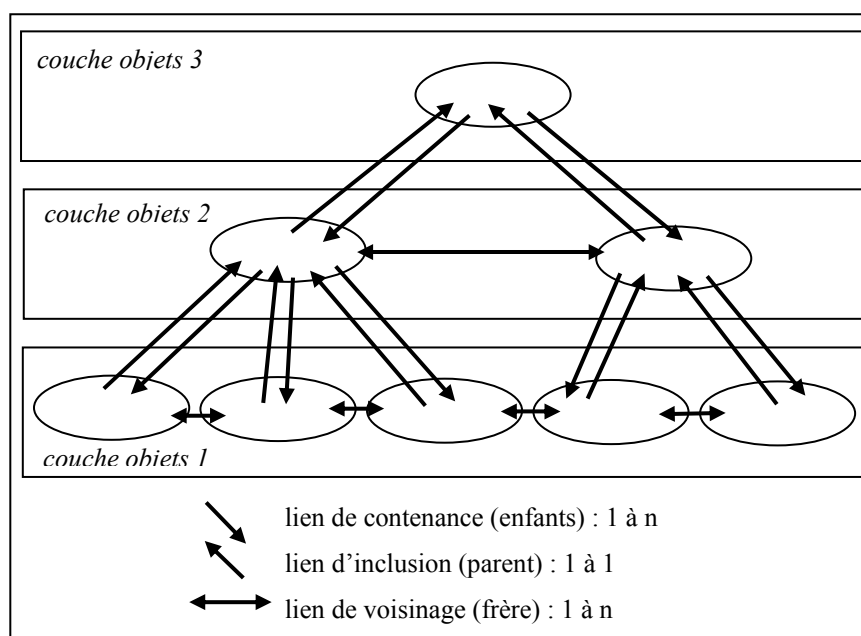 couche objets 3
couche objets 2
couche objets 1
lien de contenance (enfants) : 1 à n
lien d’inclusion (parent) : 1 à 1
lien de voisinage (frère) : 1 à n